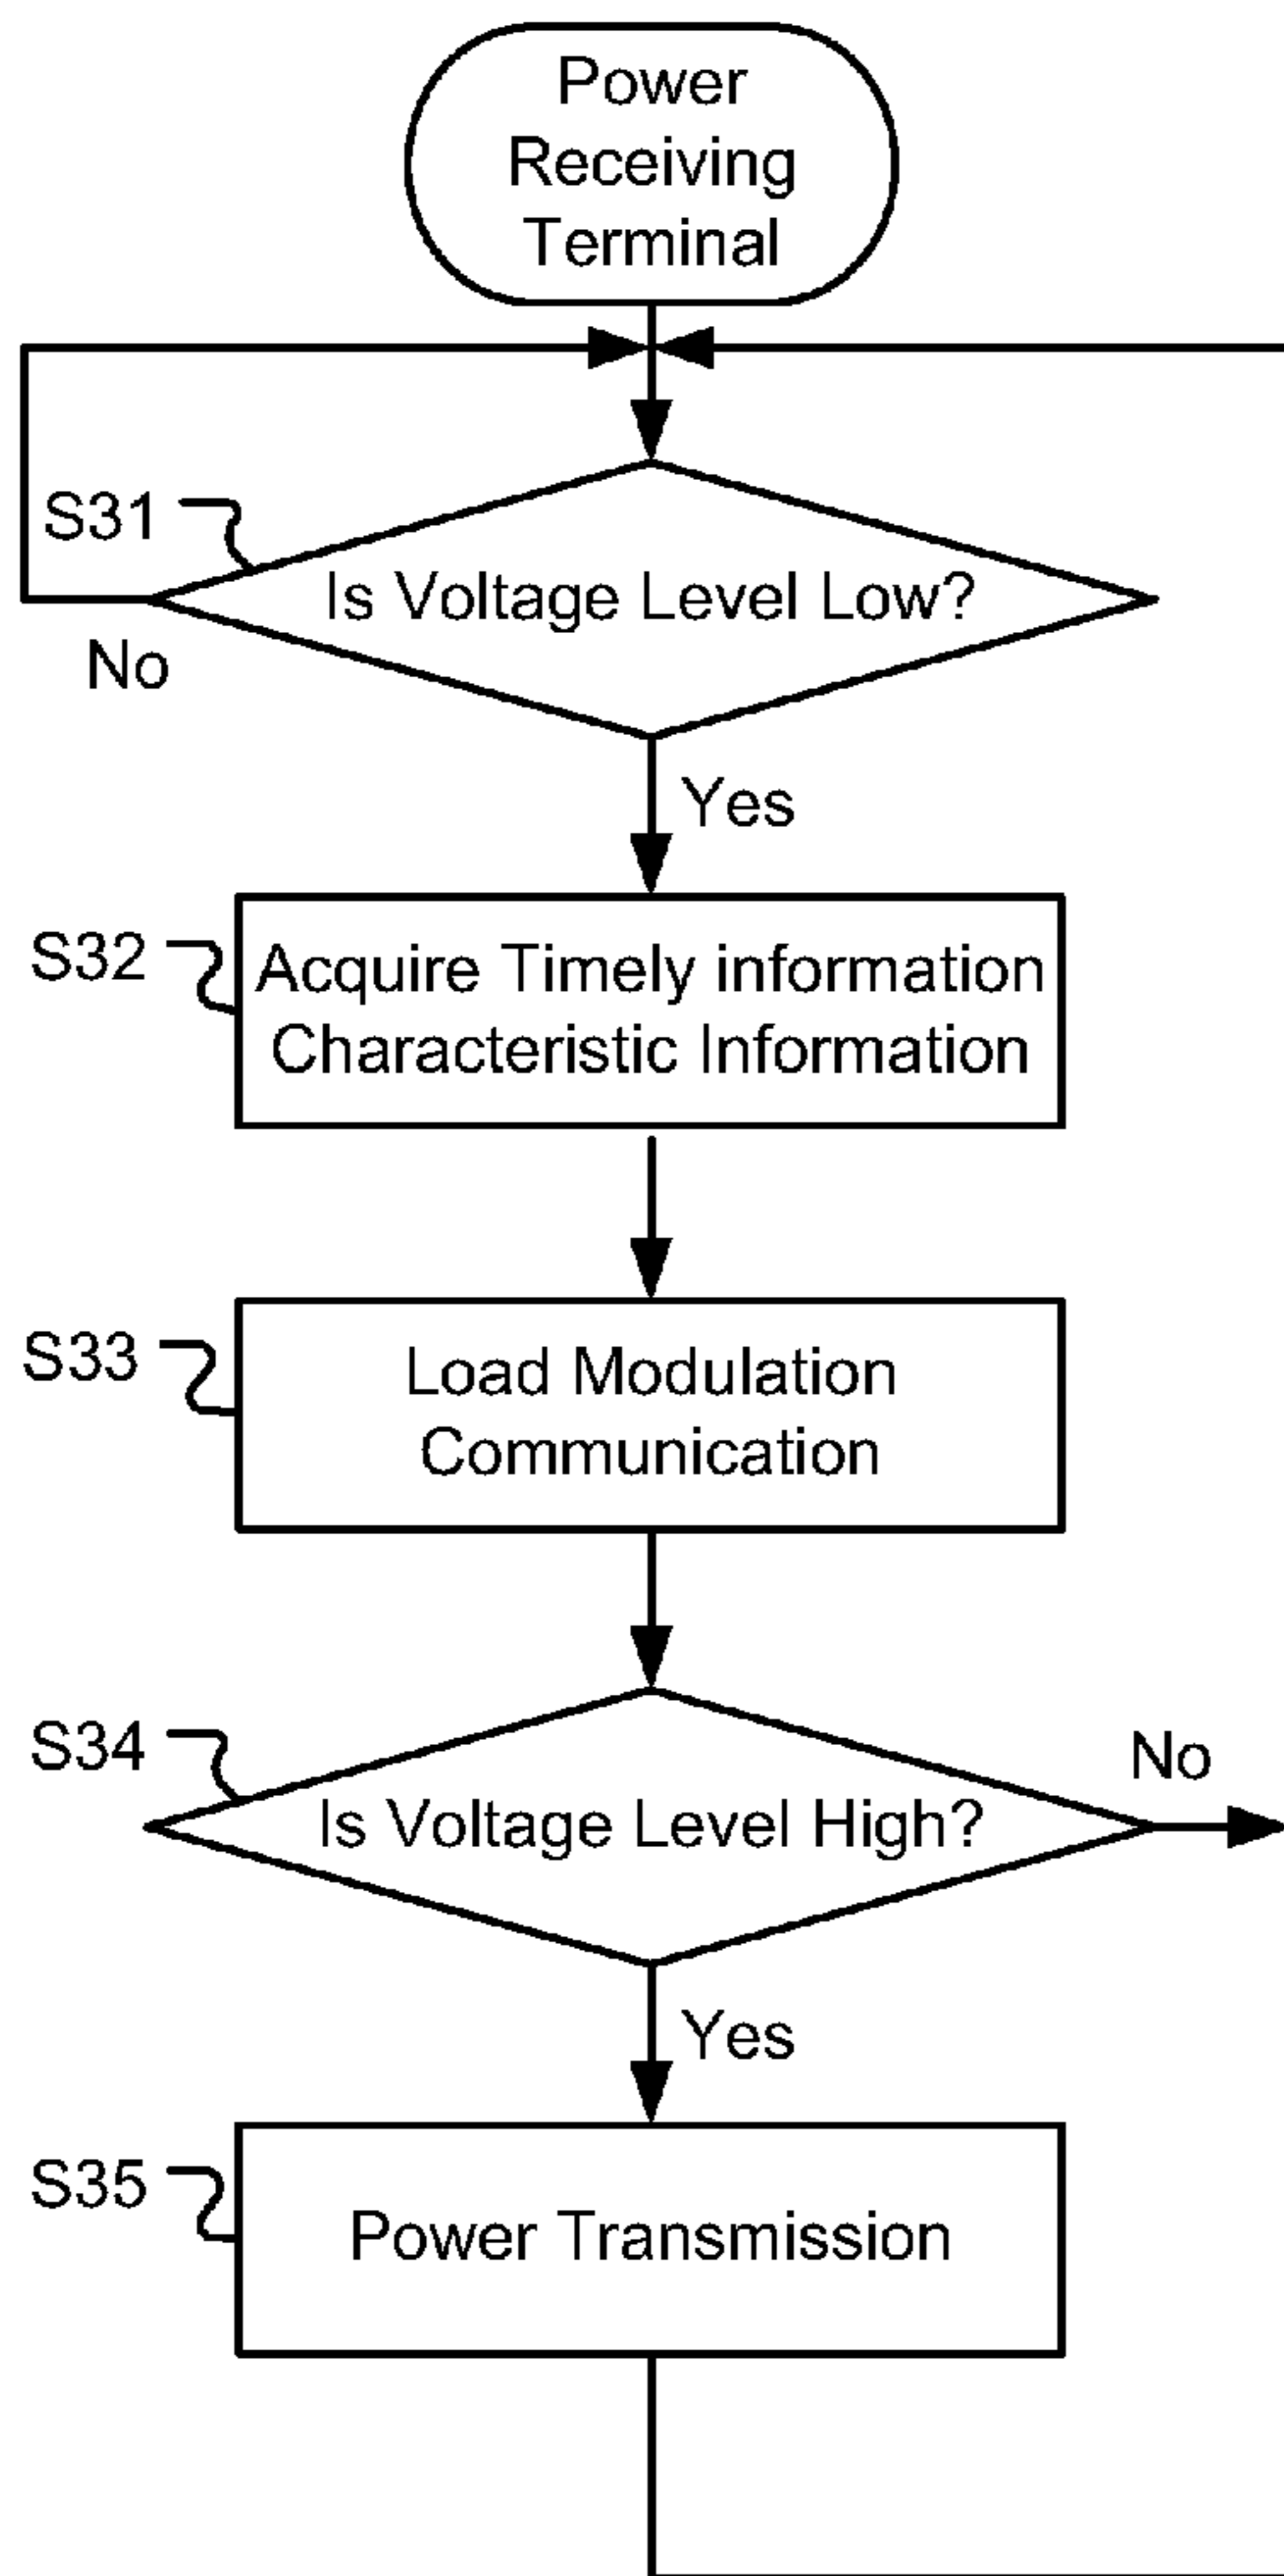 Power
Receiving
Terminal
S31
Is Voltage Level Low?
No
Yes
S32
Acquire Timely information
Characteristic Information
S33
Load Modulation
Communication
S34
No
Is Voltage Level High?
Yes
S35
Power Transmission